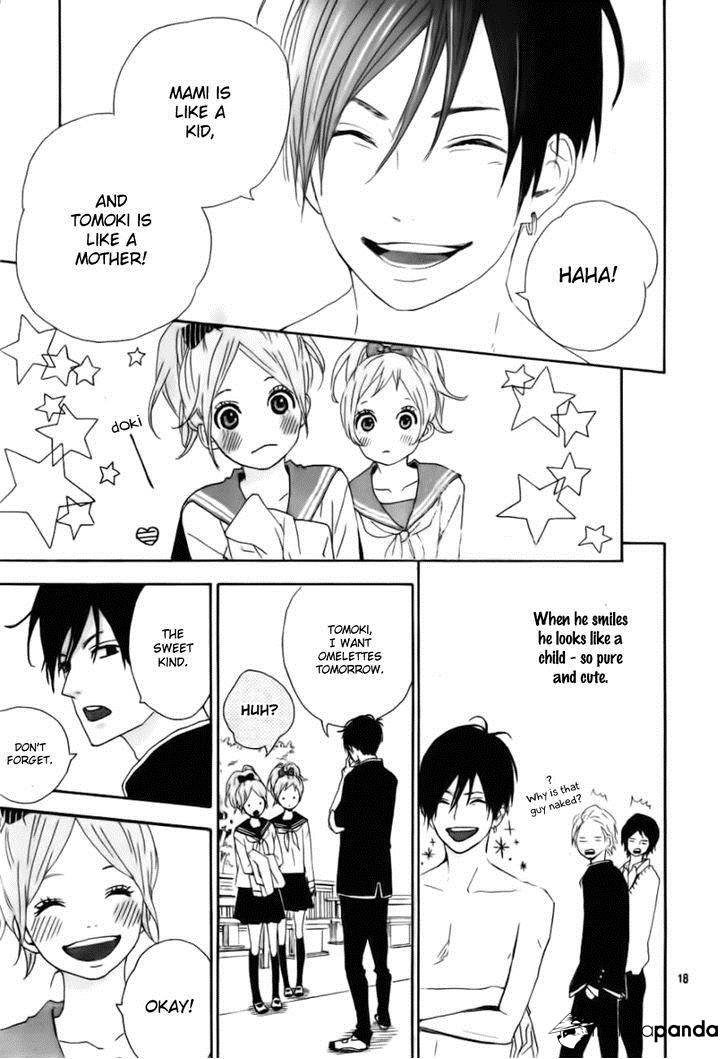 HAHA!
MAMI IS
LIKE A
KID,
AND
TOMOKI IS
LIKE A
MOTHER!
doki
When he smiles
he looks like a
child - so pure
and cute.
?
Why is that
guy naked?
TOMOKI,
I WANT
OMELETTES
TOMORROW.
HUH?
THE
SWEET
KIND.
DON'T
FORGET.
OKAY!
18